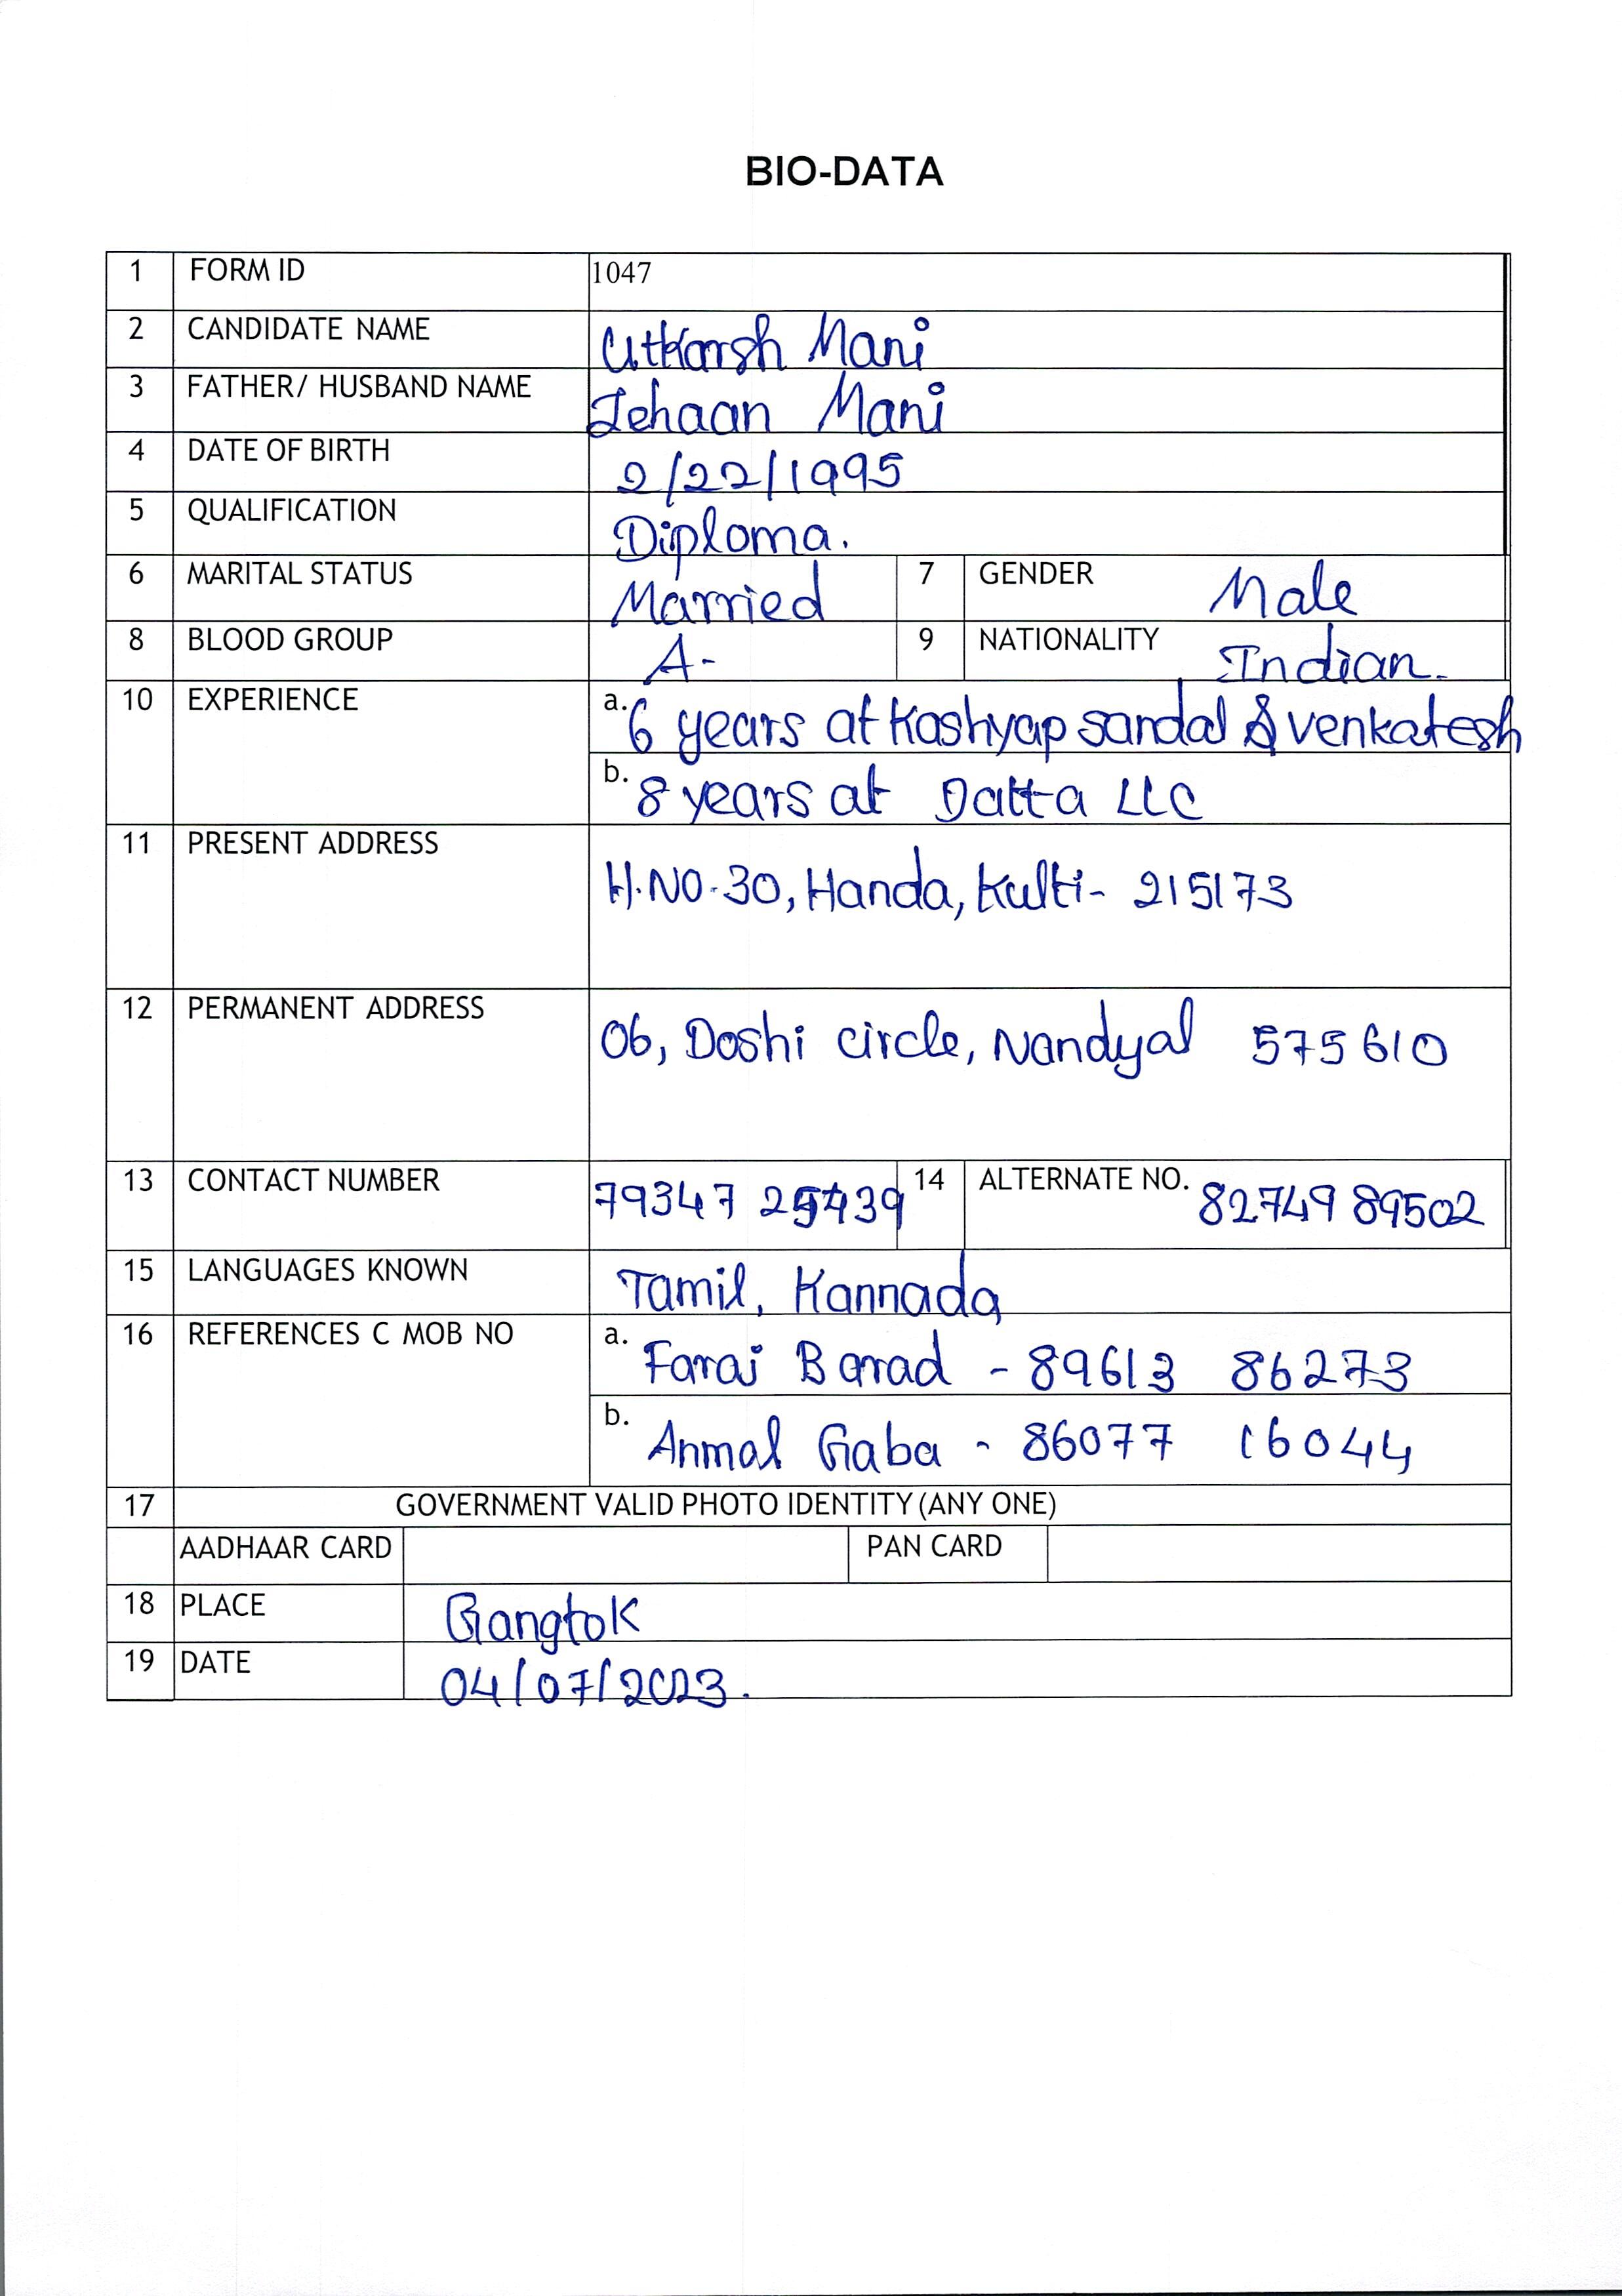 BIO-DATA
1 FORM ID 1047
2 CANDIDATE NAME Utkarsh Mani
3 FATHER/ HUSBAND NAME Jehaan Mani
4 DATE OF BIRTH 2/22/1995
5 QUALIFICATION Diploma.
6 MARITAL STATUS Married 7 GENDER Male
8 BLOOD GROUP A- 9 NATIONALITY Indian.
10 EXPERIENCE a. 6 years at Kashyap sandal & venkatesh
b. 8 years at Datta LLC
11 PRESENT ADDRESS H.NO-30, Handa, Kulti- 215173
12 PERMANENT ADDRESS 06, Doshi circle, Nandyal 575610
13 CONTACT NUMBER 79347 14 ALTERNATE NO. 82749 89502
15 LANGUAGES KNOWN Tamil, Kannada
16 REFERENCES C MOB NO a. Faraj Barad - 89613 86273
b. Anmal Gaba - 86077 16044
17 GOVERNMENT VALID PHOTO IDENTITY (ANY ONE)
AADHAAR CARD PAN CARD
18 PLACE Gangtok
19 DATE 04/07/2023.